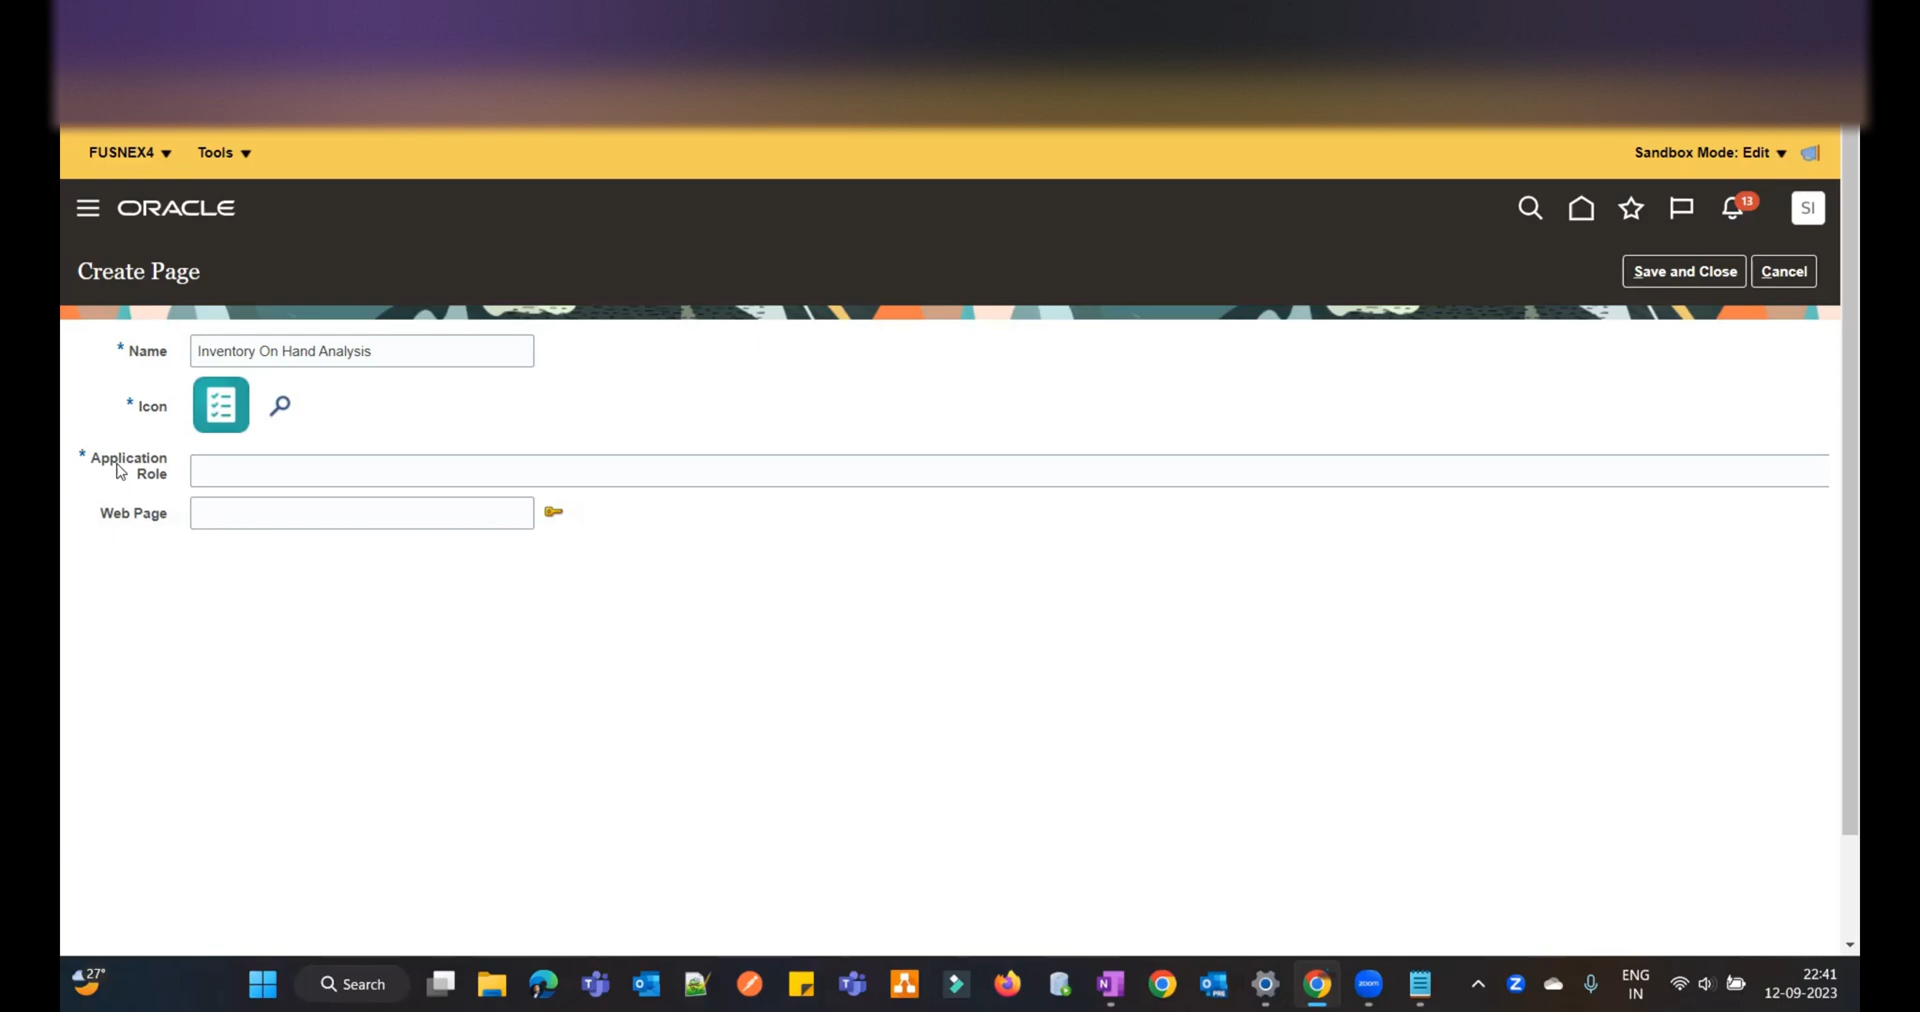 FUSNEX4 Tools Sandbox Mode: Edit
ORACLE 13 SI
Create Page Save and Close Cancel
* Name Inventory On Hand Analysis
* Icon
* Application
Role
Web Page
27° Search zoom ENG 22:41
IN 12-09-2023